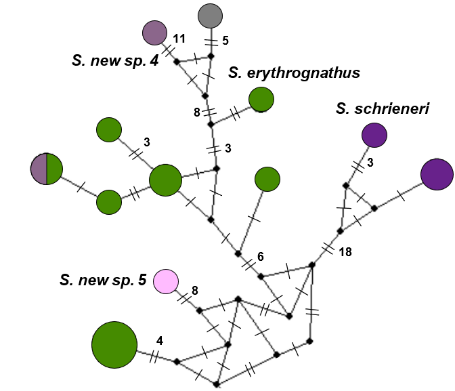 11
5
S. new sp. 4
S. erythrognathus
8
S. schrieneri
3
3
3
18
6
S. new sp. 5
8
4